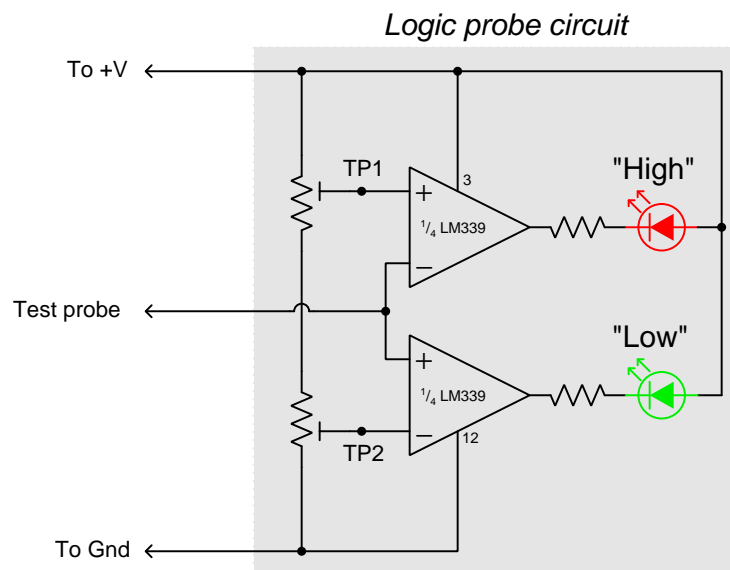 Logic probe circuit
To +V
TP1
3
"High"
+
1/4 LM339
−
Test probe
"Low"
+
1/4 LM339
−
12
TP2
To Gnd